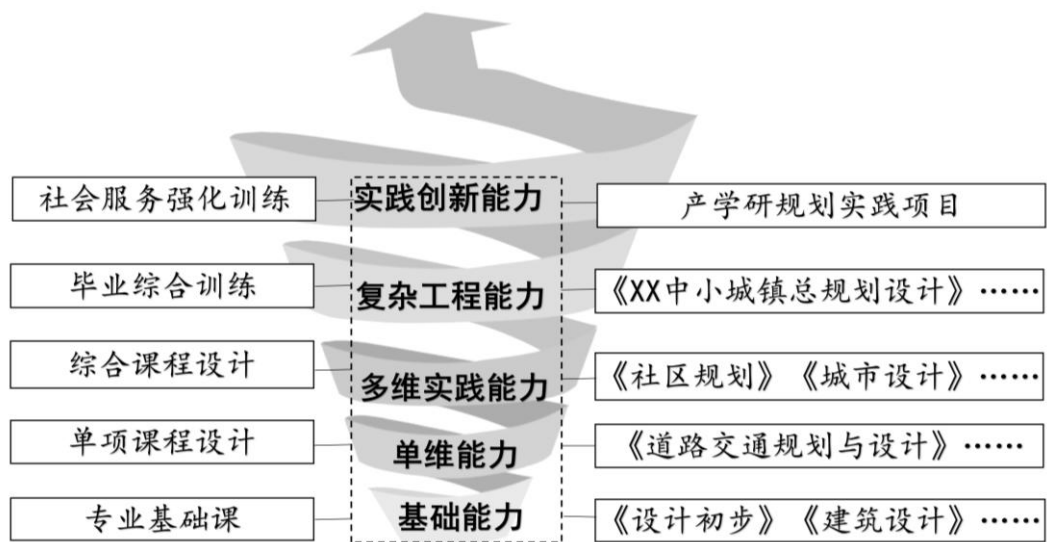 社会服务强化训练
实践创新能力
产学研规划实践项目
毕业综合训练
复杂工程能力
《XX中小城镇总规划设计》……
综合课程设计
多维实践能力
《社区规划》《城市设计》……
单项课程设计
单维能力
《道路交通规划与设计》……
专业基础课
基础能力
《设计初步》《建筑设计》……